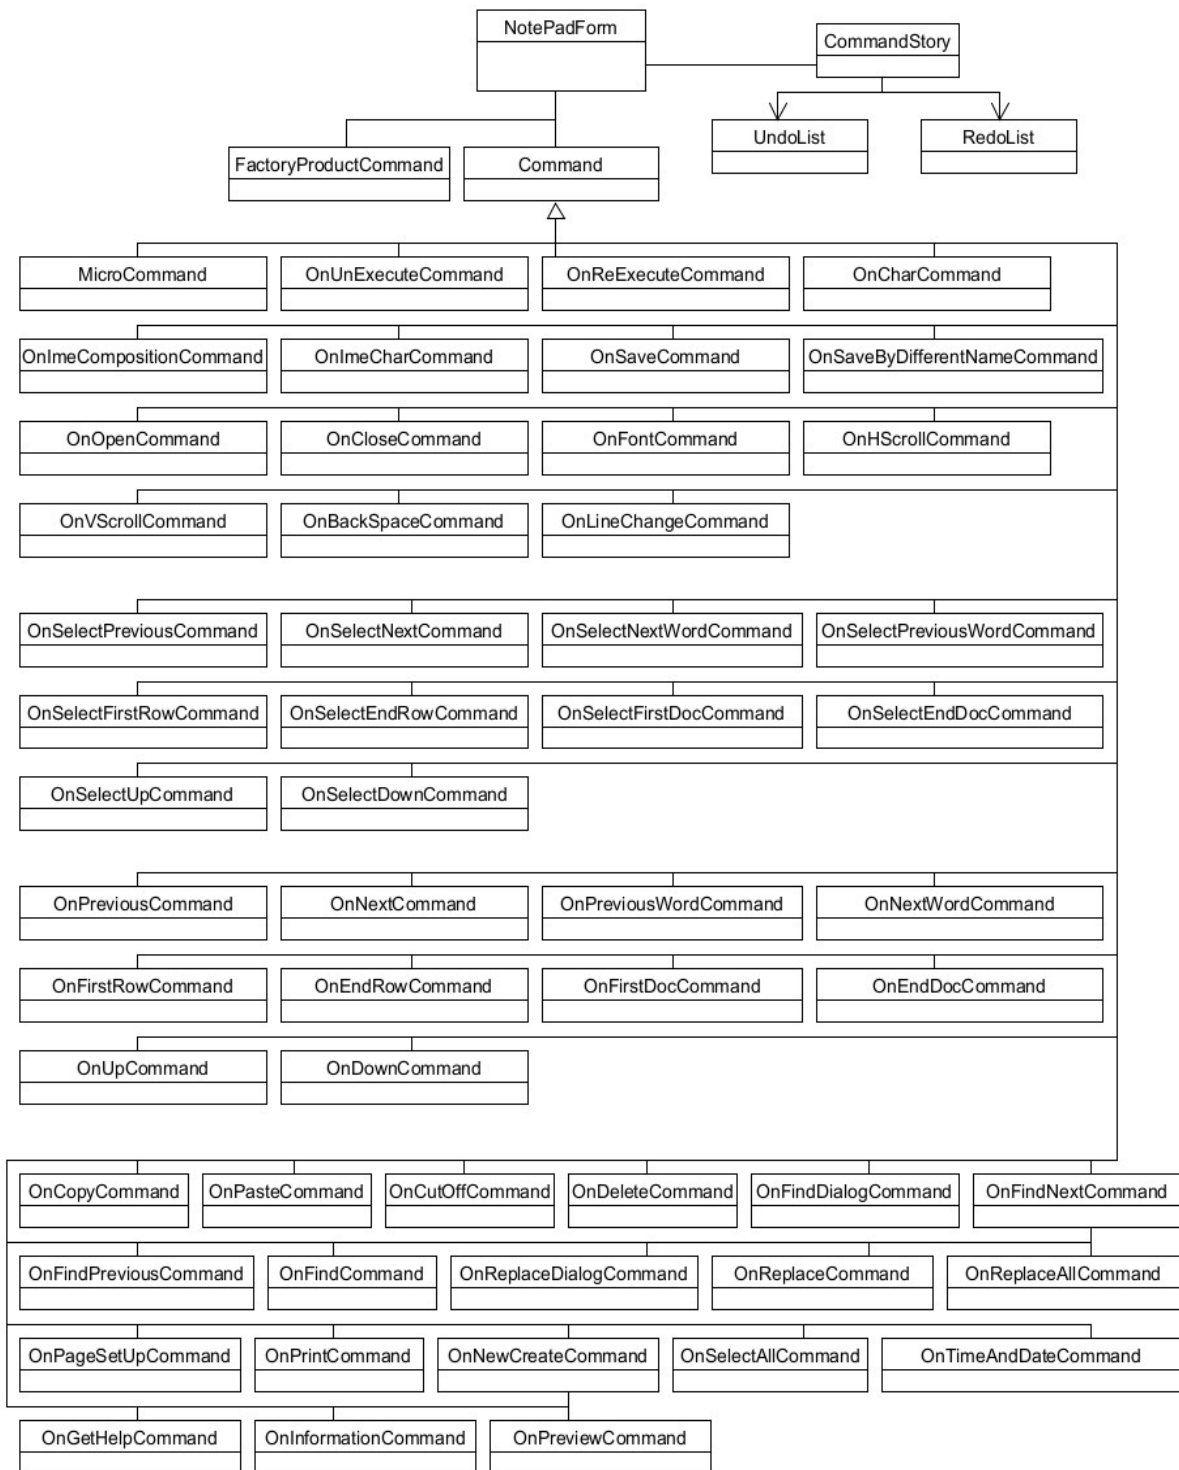 NotePadForm
CommandStory
UndoList
RedoList
FactoryProductCommand
Command
MicroCommand
OnUnExecuteCommand
OnReExecuteCommand
OnCharCommand
OnImeCompositionCommand
OnImeCharCommand
OnSaveCommand
OnSaveByDifferentNameCommand
OnOpenCommand
OnCloseCommand
OnFontCommand
OnHScrollCommand
OnVScrollCommand
OnBackSpaceCommand
OnLineChangeCommand
OnSelectPreviousCommand
OnSelectNextCommand
OnSelectNextWordCommand
OnSelectPreviousWordCommand
OnSelectFirstRowCommand
OnSelectEndRowCommand
OnSelectFirstDocCommand
OnSelectEndDocCommand
OnSelectUpCommand
OnSelectDownCommand
OnPreviousCommand
OnNextCommand
OnPreviousWordCommand
OnNextWordCommand
OnFirstRowCommand
OnEndRowCommand
OnFirstDocCommand
OnEndDocCommand
OnUpCommand
OnDownCommand
OnCopyCommand
OnPasteCommand
OnCutOffCommand
OnDeleteCommand
OnFindDialogCommand
OnFindNextCommand
OnFindPreviousCommand
OnFindCommand
OnReplaceDialogCommand
OnReplaceCommand
OnReplaceAllCommand
OnPageSetUpCommand
OnPrintCommand
OnNewCreateCommand
OnSelectAllCommand
OnTimeAndDateCommand
OnGetHelpCommand
OnInformationCommand
OnPreviewCommand